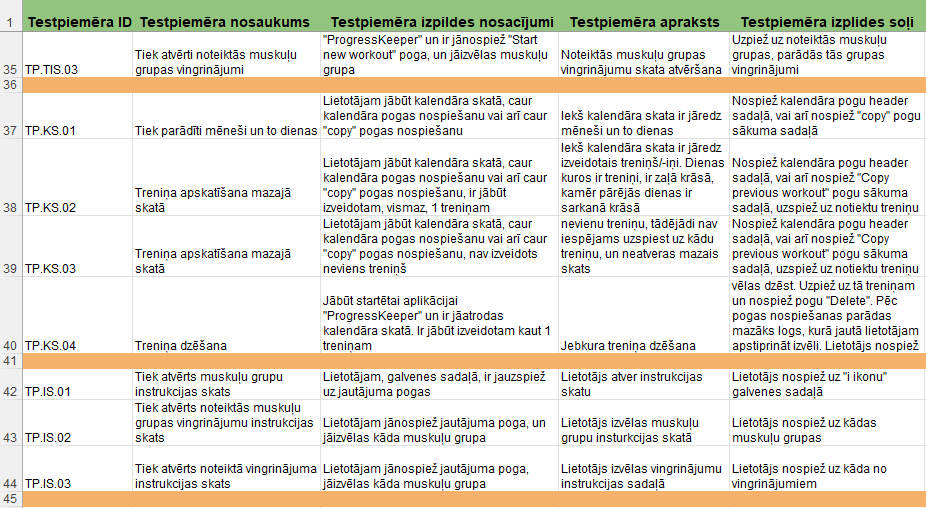 1 Testpiemēra ID Testpiemēra nosaukums Testpiemēra izpildes nosacījumi Testpiemēra apraksts Testpiemēra izplides soļi
35 TP.TIS.03
Tiek atvērti noteiktās muskuļu
grupas vingrinājumi
"ProgressKeeper" un ir jānospiež "Start
new workout" poga, un jāizvēlas muskuļu
grupa
Noteiktās muskuļu grupas
vingrinājumu skata atvēršana
Uzpiež uz noteiktās muskuļu
grupas, parādās tās grupas
vingrinājumi
36
37 TP.KS.01
Tiek parādīti mēneši un to dienas
Lietotājam jābūt kalendāra skatā, caur
kalendāra pogas nospiešanu vai arī caur
"copy" pogas nospiešanu
Iekš kalendāra skata ir jāredz
mēneši un to dienas
Nospiež kalendāra pogu header
sadaļā, vai arī nospiež "copy" pogu
sākuma sadaļā
38 TP.KS.02
Treniņa apskatīšana mazajā
skatā
Lietotājam jābūt kalendāra skatā, caur
kalendāra pogas nospiešanu vai arī caur
"copy" pogas nospiešanu, ir jābūt
izveidotam, vismaz, 1 treniņam
Iekš kalendāra skata ir jāredz
izveidotais treniņš/-iņi. Dienas
kuros ir treniņi, ir zaļā krāsā,
kamēr pārējās dienas ir
sarkanā krāsā
Nospiež kalendāra pogu header
sadaļā, vai arī nospiež "Copy
previous workout" pogu sākuma
sadaļā, uzspiež uz notiektu treniņu
39 TP.KS.03
Treniņa apskatīšana mazajā
skatā
Lietotājam jābūt kalendāra skatā, caur
kalendāra pogas nospiešanu vai arī caur
"copy" pogas nospiešanu, nav izveidots
neviens treniņš
nevienu treniņu, tādējādi nav
iespējams uzspiest uz kādu
treniņu, un neatveras mazais
skats
Nospiež kalendāra pogu header
sadaļā, vai arī nospiež "Copy
previous workout" pogu sākuma
sadaļā, uzspiež uz notiektu treniņu
40 TP.KS.04
Treniņa dzēšana
Jābūt startētai aplikācijai
"ProgressKeeper" un ir jāatrodas
kalendāra skatā. Ir jābūt izveidotam kaut 1
treniņam
Jebkura treniņa dzēšana
vēlas dzēst. Uzpiež uz tā treniņam
un nospiež pogu "Delete". Pēc
pogas nospiešanas parādas
mazāks logs, kurā jautā lietotājam
apstiprināt izvēli. Lietotājs nospiež
41
42 TP.IS.01
Tiek atvērts muskuļu grupu
instrukcijas skats
Lietotājam, galvenes sadaļā, ir jauzspiež
uz jautājuma pogas
Lietotājs atver instrukcijas
skatu
Lietotājs nospiež uz "i ikonu"
galvenes sadaļā
43 TP.IS.02
Tiek atvērts noteiktās muskuļu
grupas vingrinājumu instrukcijas
skats
Lietotājam jānospiež jautājuma poga, un
jāizvēlas kāda muskuļu grupa
Lietotājs izvēlas muskuļu
grupu insturkcijas skatā
Lietotājs nospiež uz kādas
muskuļu grupas
44 TP.IS.03
Tiek atvērts noteiktā vingrinājuma
instrukcijas skats
Lietotājam jānospiež jautājuma poga,
jāizvēlas kāda muskuļu grupa
Lietotājs izvēlas vingrinājumu
instrukcijas sadaļā
Lietotājs nospiež uz kāda no
vingrinājumiem
45